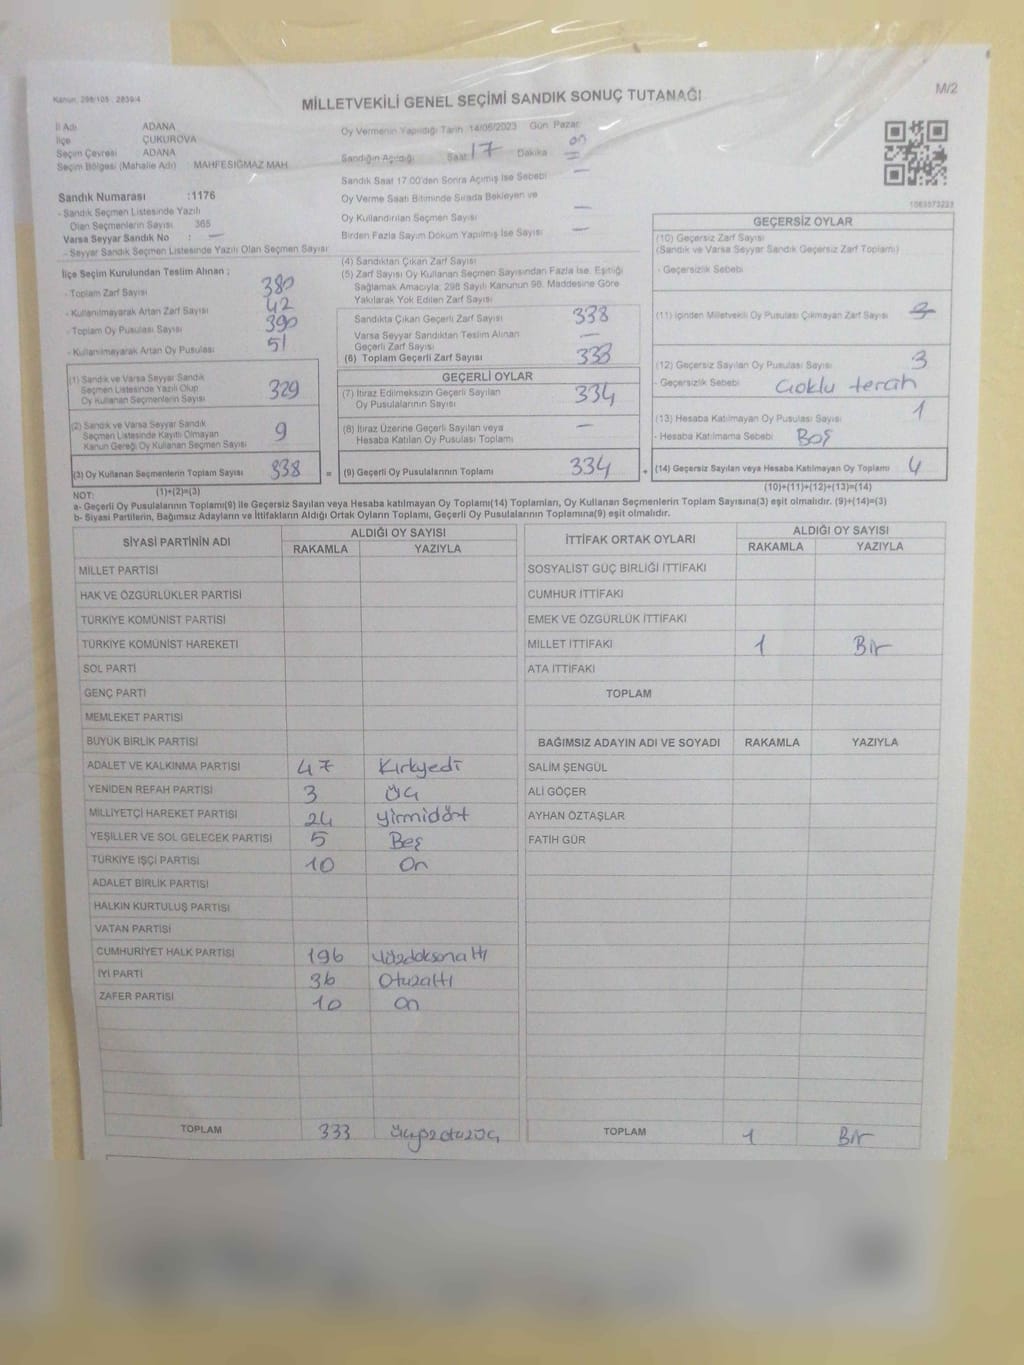 Kanun: 298/105 , 2839/4
MİLLETVEKİLİ GENEL SEÇİMİ SANDIK SONUÇ TUTANAĞI
M/2
İl Adı ADANA
İlçe ÇUKUROVA
Seçim Çevresi ADANA
Seçim Bölgesi (Mahalle Adı) MAHFESIĞMAZ MAH.
Oy Vermenin Yapıldığı Tarih 14/05/2023 Gün Pazar
Sandığın Açıldığı Saat 17 Dakika 00
Sandık Saat 17.00'den Sonra Açılmış İse Sebebi —
Oy Verme Saati Bitiminde Sırada Bekleyen ve
Oy Kullandırılan Seçmen Sayısı —
Birden Fazla Sayım Döküm Yapılmış İse Sayısı —
1083573223
Sandık Numarası :1176
- Sandık Seçmen Listesinde Yazılı
Olan Seçmenlerin Sayısı 365
Varsa Seyyar Sandık No : —
- Seyyar Sandık Seçmen Listesinde Yazılı Olan Seçmen Sayısı
İlçe Seçim Kurulundan Teslim Alınan ;
- Toplam Zarf Sayısı 380
- Kullanılmayarak Artan Zarf Sayısı 42
- Toplam Oy Pusulası Sayısı 390
- Kullanılmayarak Artan Oy Pusulası 51
(1) Sandık ve Varsa Seyyar Sandık
Seçmen Listesinde Yazılı Olup
Oy Kullanan Seçmenlerin Sayısı 329
(2) Sandık ve Varsa Seyyar Sandık
Seçmen Listesinde Kayıtlı Olmayan
Kanun Gereği Oy Kullanan Seçmen Sayısı 9
(3) Oy Kullanan Seçmenlerin Toplam Sayısı 338 =
(1)+(2)=(3)
(4) Sandıktan Çıkan Zarf Sayısı
(5) Zarf Sayısı Oy Kullanan Seçmen Sayısından Fazla İse, Eşitliği
Sağlamak Amacıyla; 298 Sayılı Kanunun 98. Maddesine Göre
Yakılarak Yok Edilen Zarf Sayısı
Sandıkta Çıkan Geçerli Zarf Sayısı 338
Varsa Seyyar Sandıktan Teslim Alınan
Geçerli Zarf Sayısı —
(6) Toplam Geçerli Zarf Sayısı 333
GEÇERLİ OYLAR
(7) İtiraz Edilmeksizin Geçerli Sayılan
Oy Pusulalarının Sayısı 334
(8) İtiraz Üzerine Geçerli Sayılan veya
Hesaba Katılan Oy Pusulası Toplamı —
(9) Geçerli Oy Pusulalarının Toplamı 334 +
GEÇERSİZ OYLAR
(10) Geçersiz Zarf Sayısı
(Sandık ve Varsa Seyyar Sandık Geçersiz Zarf Toplamı)
- Geçersizlik Sebebi
(11) İçinden Milletvekili Oy Pusulası Çıkmayan Zarf Sayısı
(12) Geçersiz Sayılan Oy Pusulası Sayısı 3
- Geçersizlik Sebebi Çoklu tercih
(13) Hesaba Katılmayan Oy Pusulası Sayısı 1
- Hesaba Katılmama Sebebi BOŞ
(14) Geçersiz Sayılan veya Hesaba Katılmayan Oy Toplamı 4
(10)+(11)+(12)+(13)=(14)
NOT:
a- Geçerli Oy Pusulalarının Toplamı(9) ile Geçersiz Sayılan veya Hesaba katılmayan Oy Toplamı(14) Toplamları, Oy Kullanan Seçmenlerin Toplam Sayısına(3) eşit olmalıdır. (9)+(14)=(3)
b- Siyasi Partilerin, Bağımsız Adayların ve İttifakların Aldığı Ortak Oyların Toplamı, Geçerli Oy Pusulalarının Toplamına(9) eşit olmalıdır.
SİYASİ PARTİNİN ADI ALDIĞI OY SAYISI
RAKAMLA YAZIYLA
MİLLET PARTİSİ
HAK VE ÖZGÜRLÜKLER PARTİSİ
TÜRKİYE KOMÜNİST PARTİSİ
TÜRKİYE KOMÜNİST HAREKETİ
SOL PARTİ
GENÇ PARTİ
MEMLEKET PARTİSİ
BÜYÜK BİRLİK PARTİSİ
ADALET VE KALKINMA PARTİSİ 47 Kırkyedi
YENİDEN REFAH PARTİSİ 3 Üç
MİLLİYETÇİ HAREKET PARTİSİ 24 yirmidört
YEŞİLLER VE SOL GELECEK PARTİSİ 5 Beş
TÜRKİYE İŞÇİ PARTİSİ 10 On
ADALET BİRLİK PARTİSİ
HALKIN KURTULUŞ PARTİSİ
VATAN PARTİSİ
CUMHURİYET HALK PARTİSİ 196 Yüzdoksanaltı
İYİ PARTİ 36 Otuzaltı
ZAFER PARTİSİ 10 On
TOPLAM 333 Üçyüzotuzüç
İTTİFAK ORTAK OYLARI ALDIĞI OY SAYISI
RAKAMLA YAZIYLA
SOSYALİST GÜÇ BİRLİĞİ İTTİFAKI
CUMHUR İTTİFAKI
EMEK VE ÖZGÜRLÜK İTTİFAKI
MİLLET İTTİFAKI 1 Bir
ATA İTTİFAKI
TOPLAM
BAĞIMSIZ ADAYIN ADI VE SOYADI RAKAMLA YAZIYLA
SALİM ŞENGÜL
ALİ GÖÇER
AYHAN ÖZTAŞLAR
FATİH GÜR
TOPLAM 1 Bir